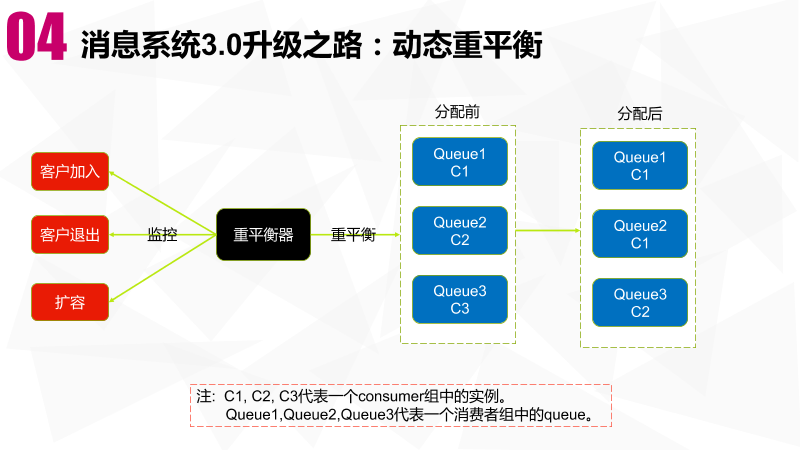 04 消息系统3.0升级之路：动态重平衡
分配前
分配后
客户加入
客户退出
扩容
监控
重平衡器
重平衡
Queue1
C1
Queue2
C2
Queue3
C3
Queue1
C1
Queue2
C1
Queue3
C2
注: C1, C2, C3代表一个consumer组中的实例。
Queue1,Queue2,Queue3代表一个消费者组中的queue。